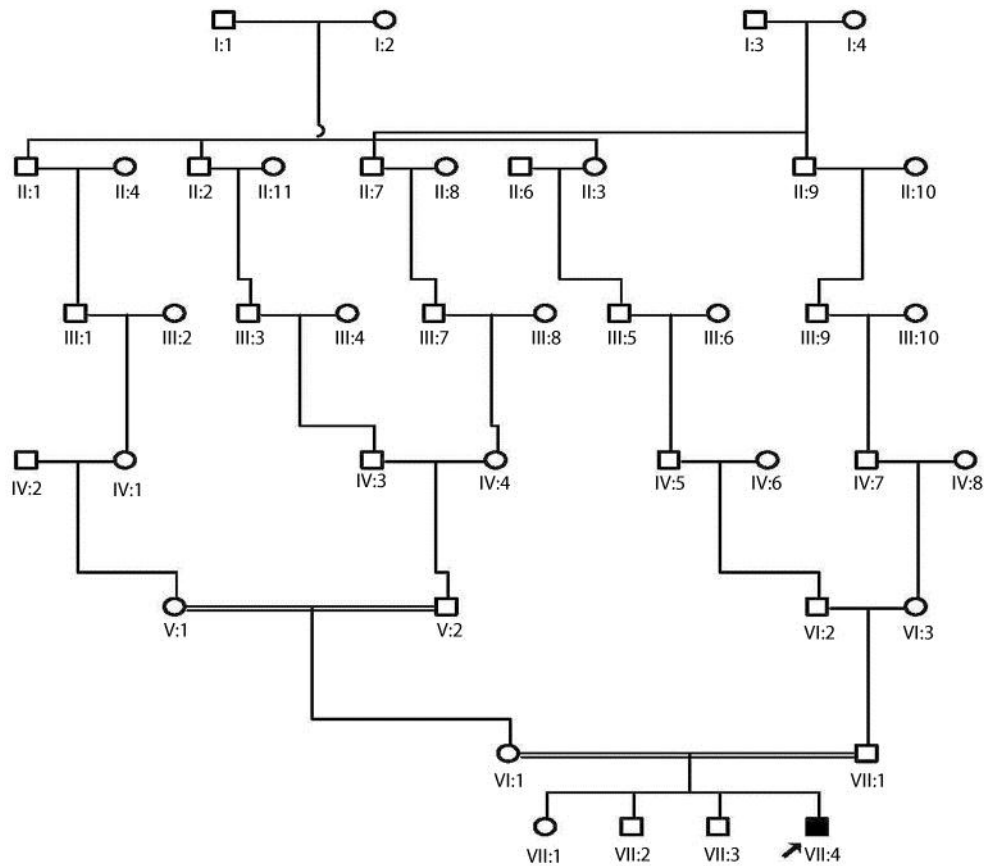 I:1 I:2 I:3 I:4
II:1 II:4 II:2 II:11 II:7 II:8 II:6 II:3 II:9 II:10
III:1 III:2 III:3 III:4 III:7 III:8 III:5 III:6 III:9 III:10
IV:2 IV:1 IV:3 IV:4 IV:5 IV:6 IV:7 IV:8
V:1 V:2 VI:2 VI:3
VI:1 VII:1
VII:1 VII:2 VII:3 VII:4